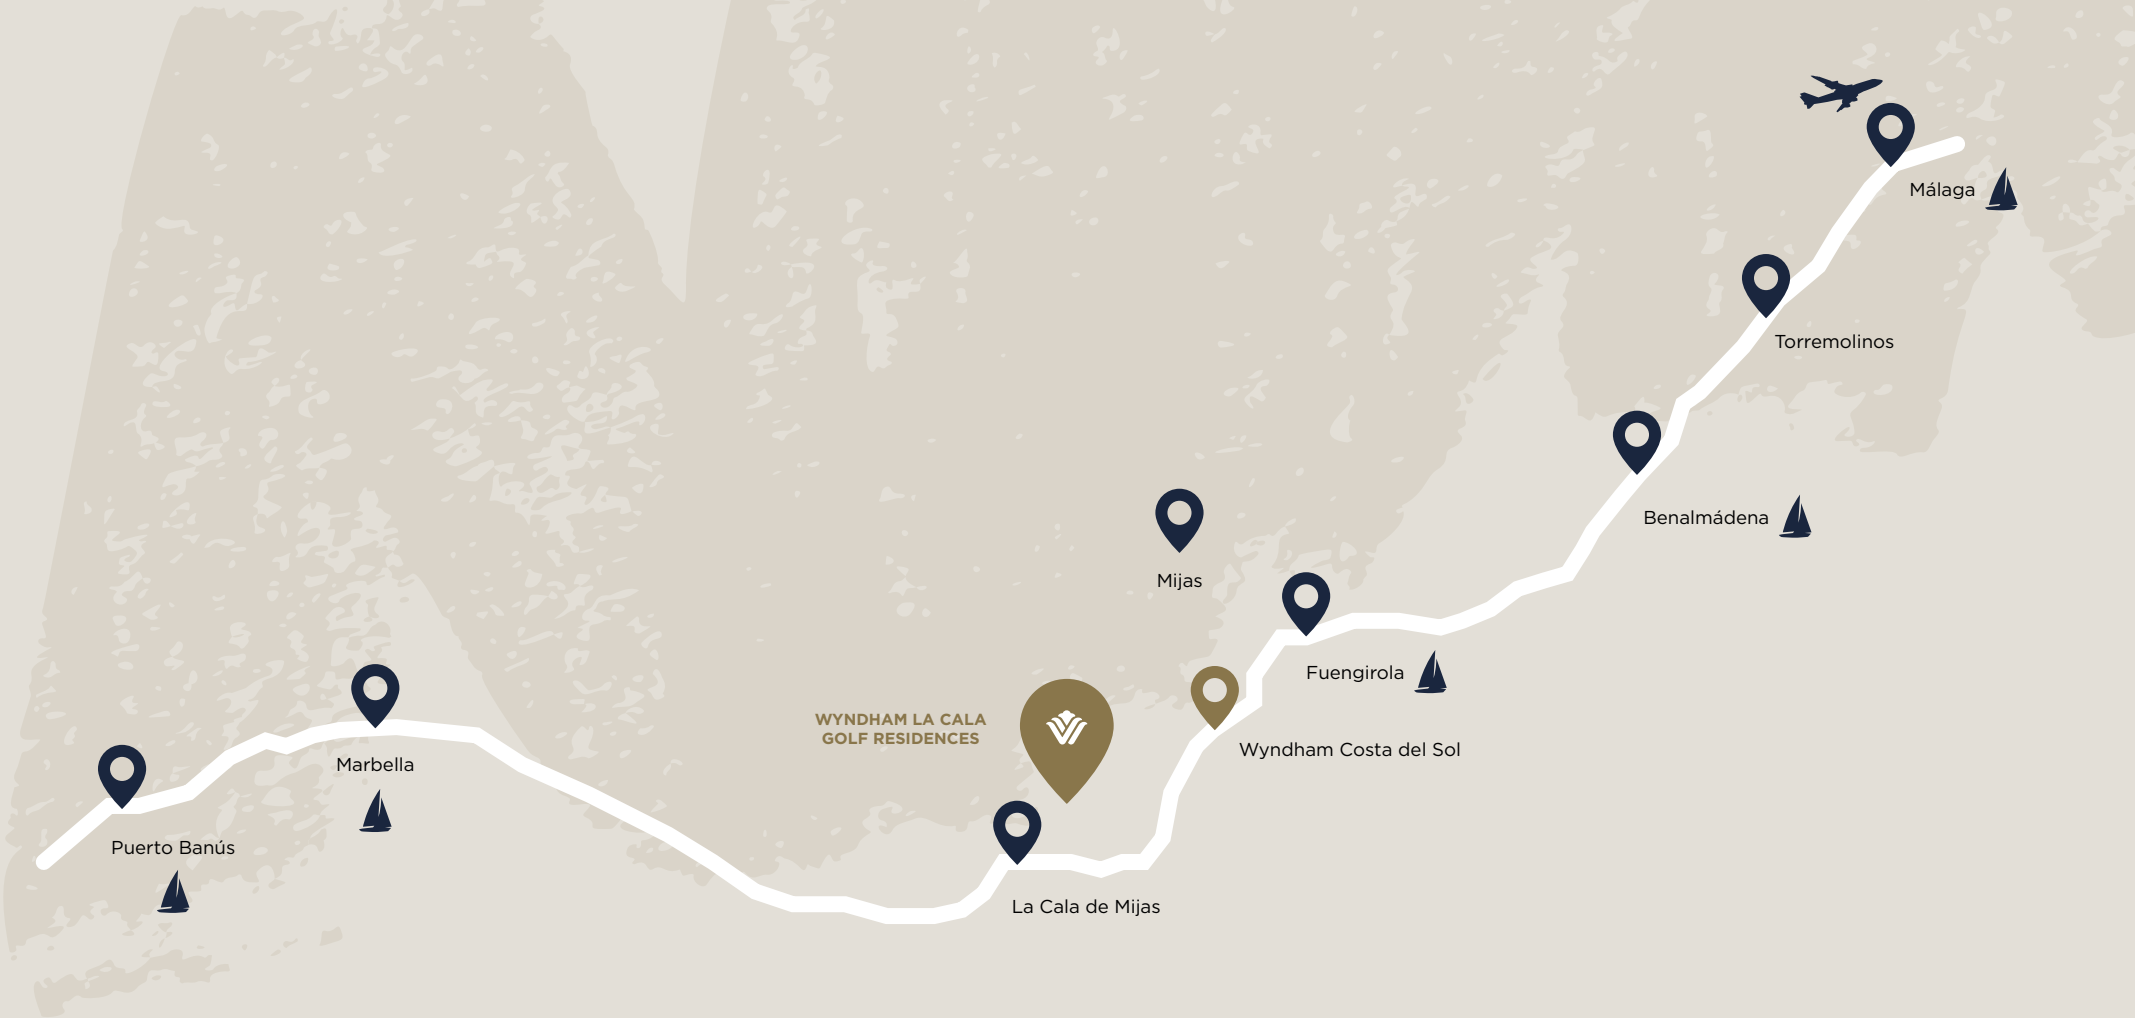 Málaga
Torremolinos
Benalmádena
Mijas
Fuengirola
WYNDHAM LA CALA
GOLF RESIDENCES
Wyndham Costa del Sol
Marbella
Puerto Banús
La Cala de Mijas